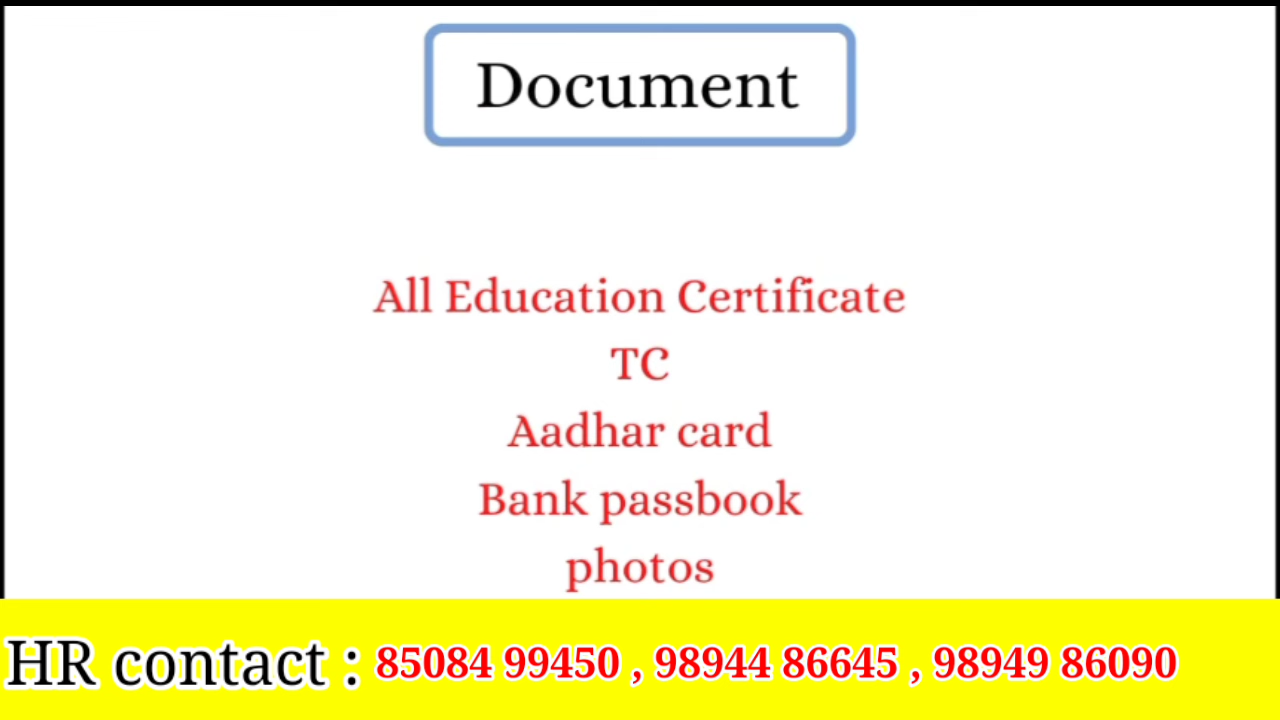 Document
All Education Certificate
TC
Aadhar card
Bank passbook
photos
HR contact : 85084 99450 , 98944 86645 , 98949 86090